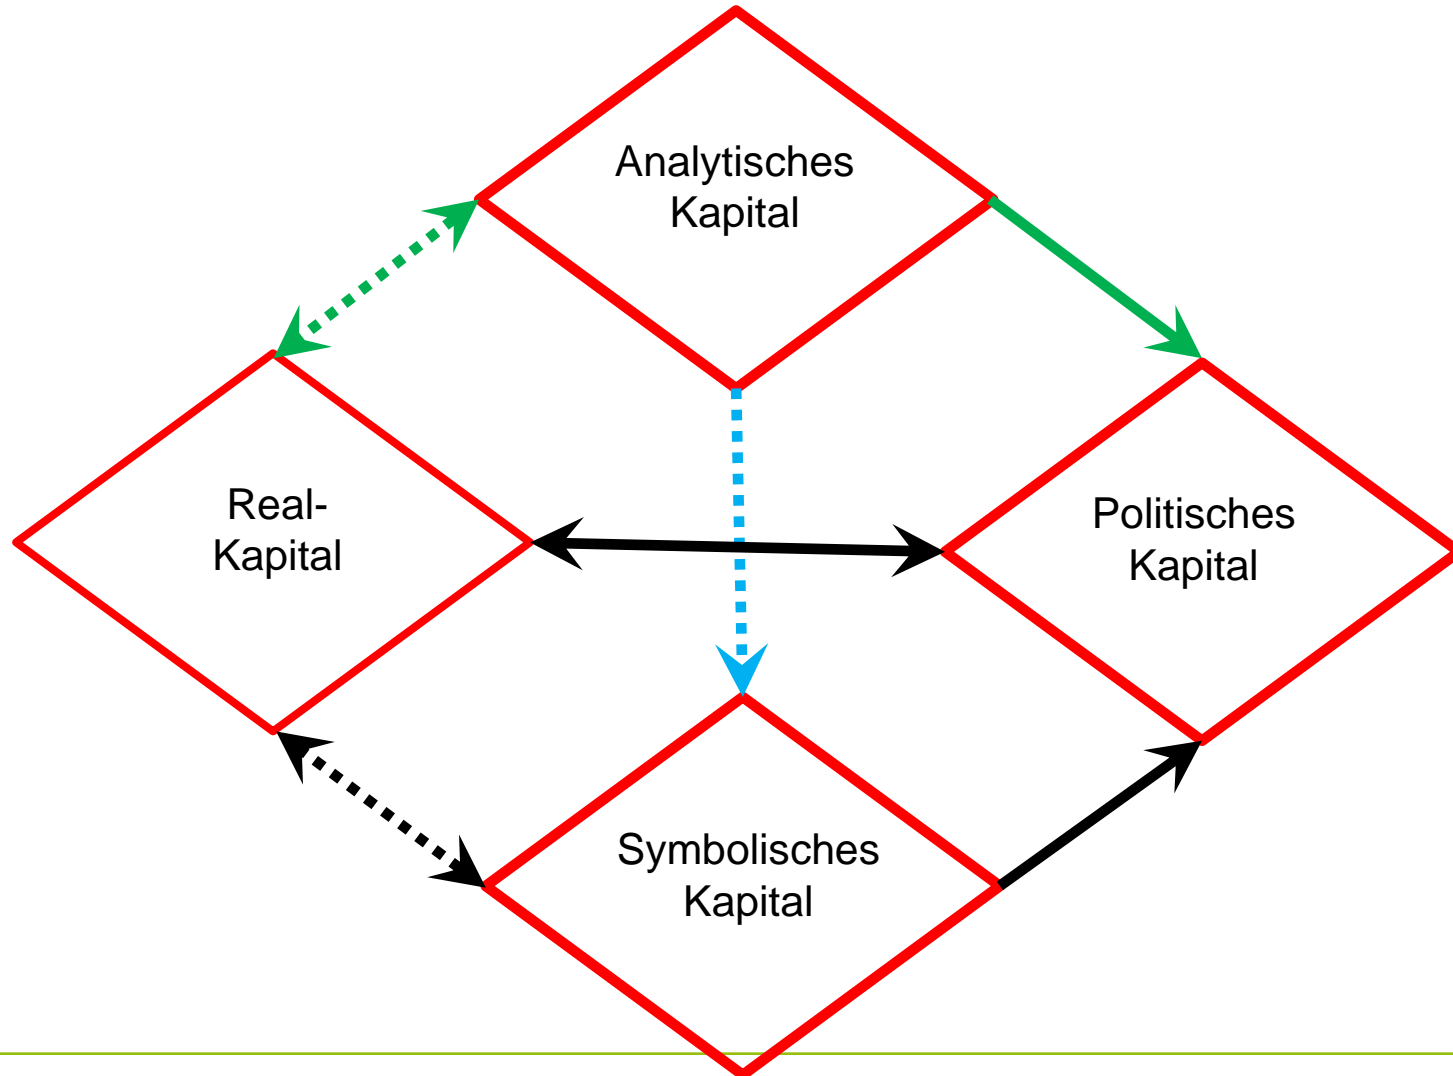 Analytisches
Kapital
Real-
Kapital
Politisches
Kapital
Symbolisches
Kapital